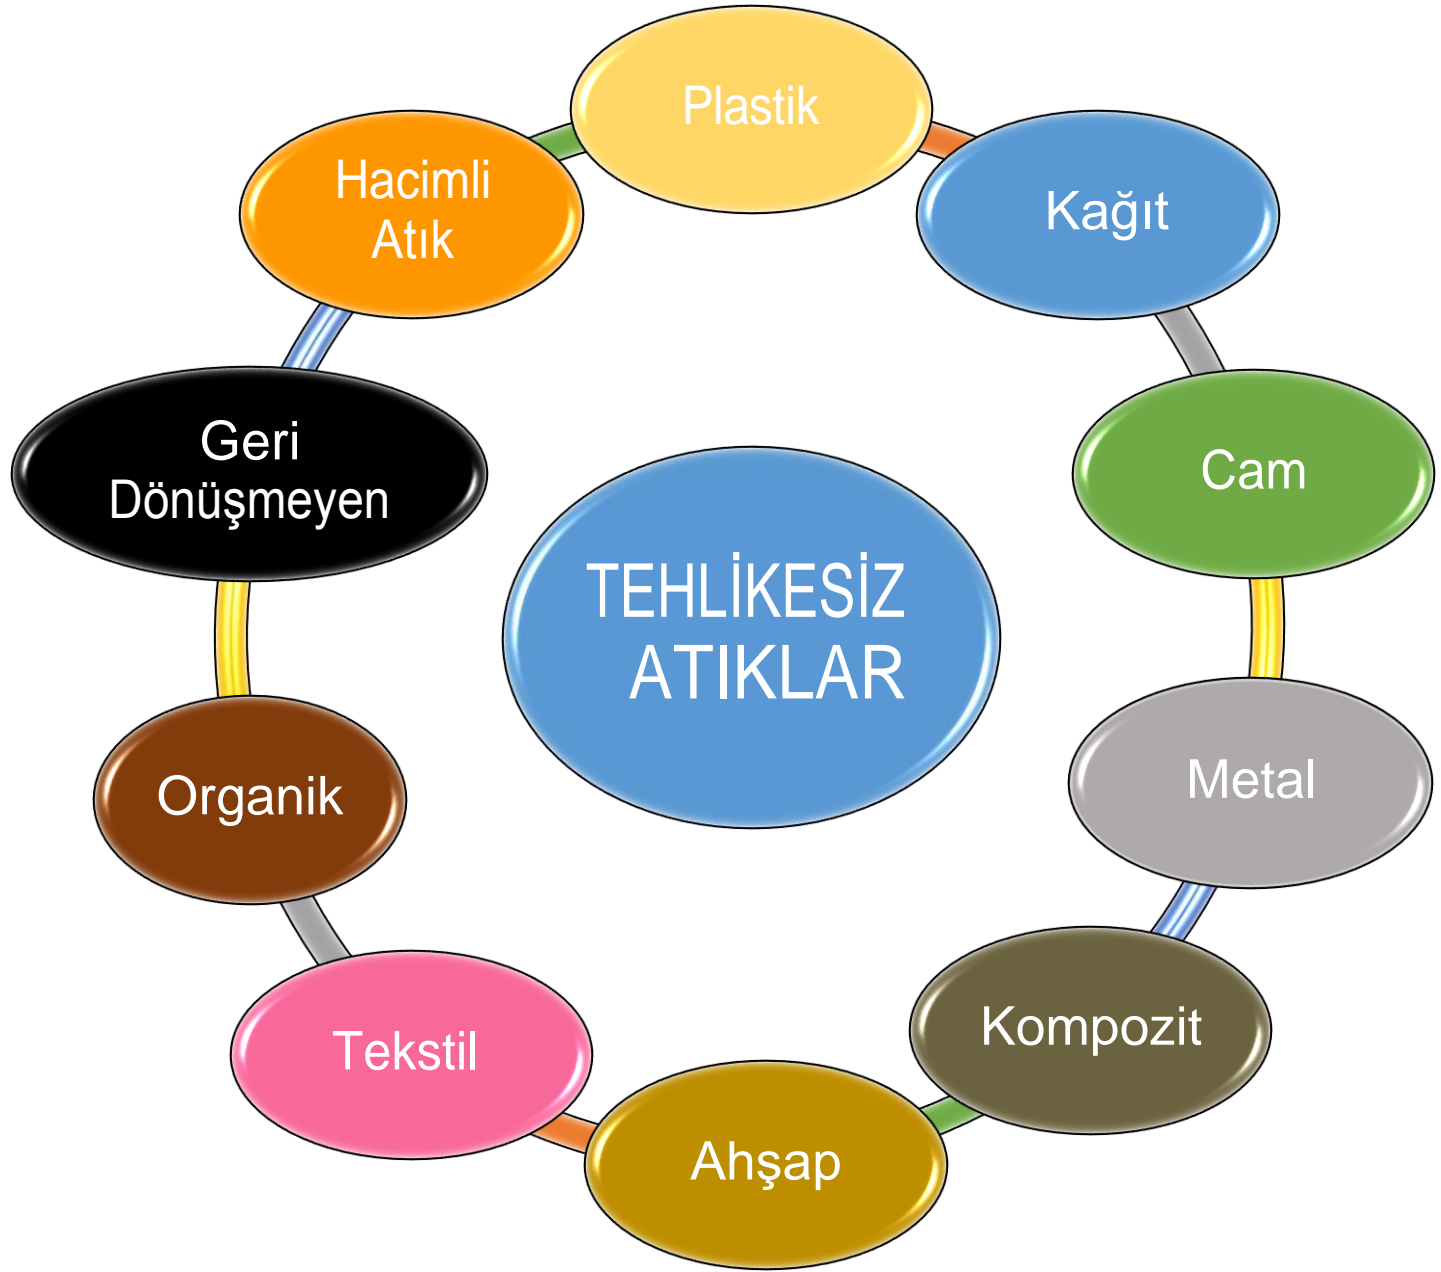 Plastik
Kağıt
Cam
Metal
Kompozit
Ahşap
Tekstil
Organik
Geri
Dönüşmeyen
Hacimli
Atık
TEHLİKESİZ
ATIKLAR